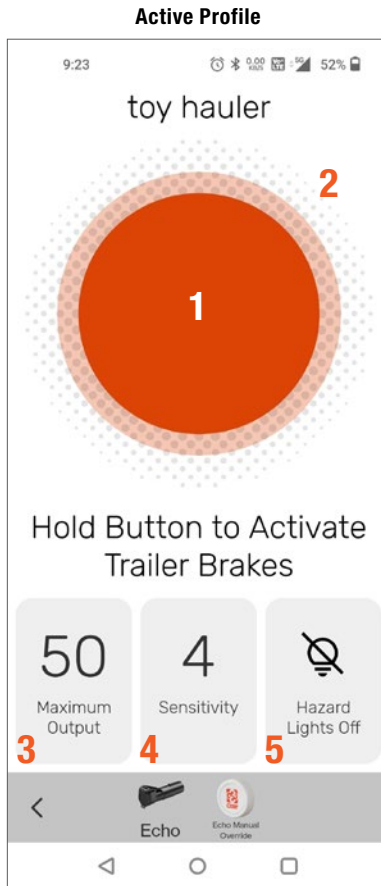 Active Profile
9:23 0.00 KB/S 5G 52%
toy hauler
2
1
Hold Button to Activate
Trailer Brakes
50 4
Maximum Sensitivity Hazard
Output Lights Off
3 4 5
Echo Echo Manual
Override